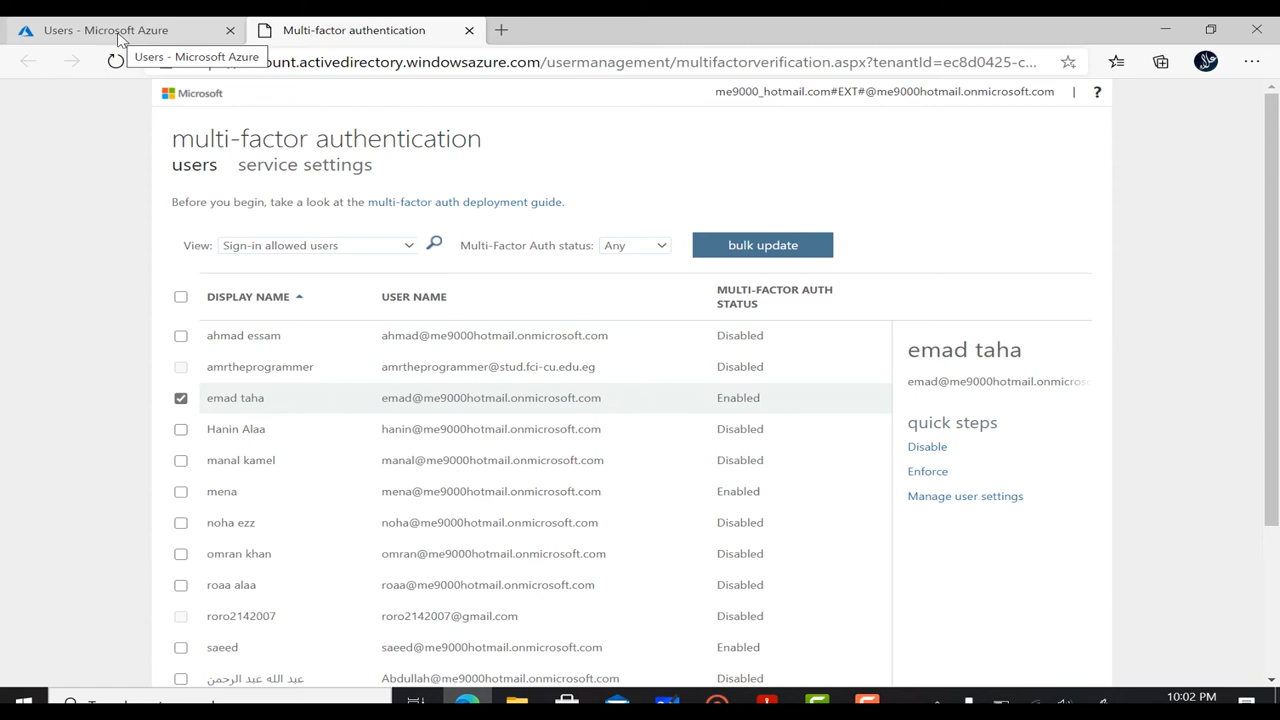 Users - Microsoft Azure
Multi-factor authentication
Users - Microsoft Azure
ount.activedirectory.windowsazure.com/usermanagement/multifactorverification.aspx?tenantId=ec8d0425-c...
Microsoft
me9000_hotmail.com#EXT#@me9000hotmail.onmicrosoft.com | ?
multi-factor authentication
users service settings
Before you begin, take a look at the multi-factor auth deployment guide.
View: Sign-in allowed users Multi-Factor Auth status: Any bulk update
DISPLAY NAME USER NAME MULTI-FACTOR AUTH STATUS
ahmad essam ahmad@me9000hotmail.onmicrosoft.com Disabled
amrtheprogrammer amrtheprogrammer@stud.fci-cu.edu.eg Disabled
emad taha emad@me9000hotmail.onmicrosoft.com Enabled
Hanin Alaa hanin@me9000hotmail.onmicrosoft.com Disabled
manal kamel manal@me9000hotmail.onmicrosoft.com Disabled
mena mena@me9000hotmail.onmicrosoft.com Enabled
noha ezz noha@me9000hotmail.onmicrosoft.com Disabled
omran khan omran@me9000hotmail.onmicrosoft.com Disabled
roaa alaa roaa@me9000hotmail.onmicrosoft.com Disabled
roro2142007 roro2142007@gmail.com Disabled
saeed saeed@me9000hotmail.onmicrosoft.com Enabled
عبد الله عبد الرحمن Abdullah@me9000hotmail.onmicrosoft.com Disabled
emad taha
emad@me9000hotmail.onmicros
quick steps
Disable
Enforce
Manage user settings
10:02 PM